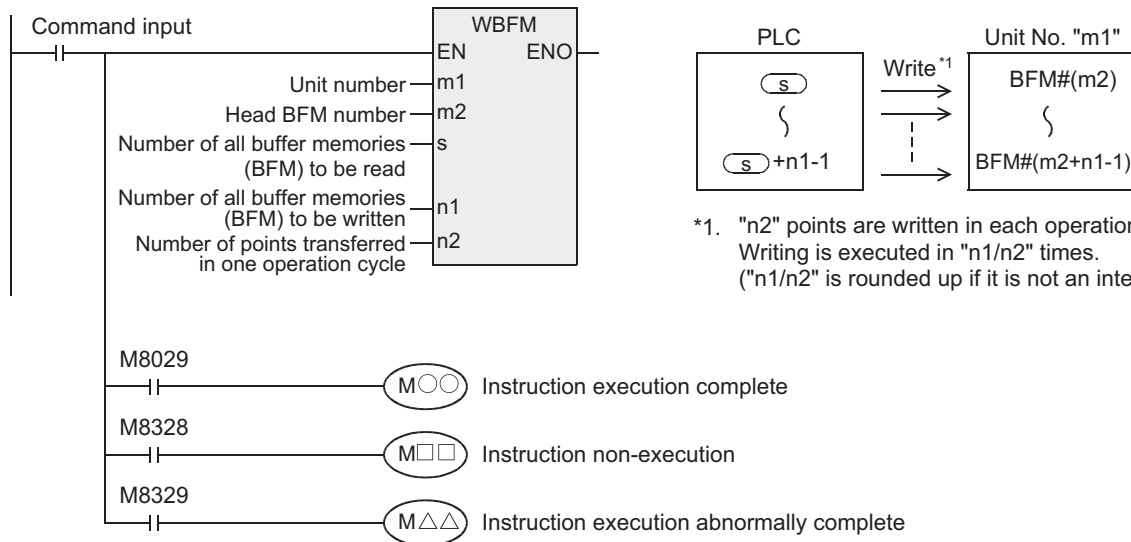 Command input
WBFM
EN ENO
Unit number m1
Head BFM number m2
Number of all buffer memories s
(BFM) to be read
Number of all buffer memories
(BFM) to be written n1
Number of points transferred n2
in one operation cycle
PLC
Unit No. "m1"
Write *1
s
BFM#(m2)
s +n1-1
BFM#(m2+n1-1)
*1. "n2" points are written in each operation
Writing is executed in "n1/n2" times.
("n1/n2" is rounded up if it is not an inte
M8029
M○○ Instruction execution complete
M8328
M□□ Instruction non-execution
M8329
M△△ Instruction execution abnormally complete